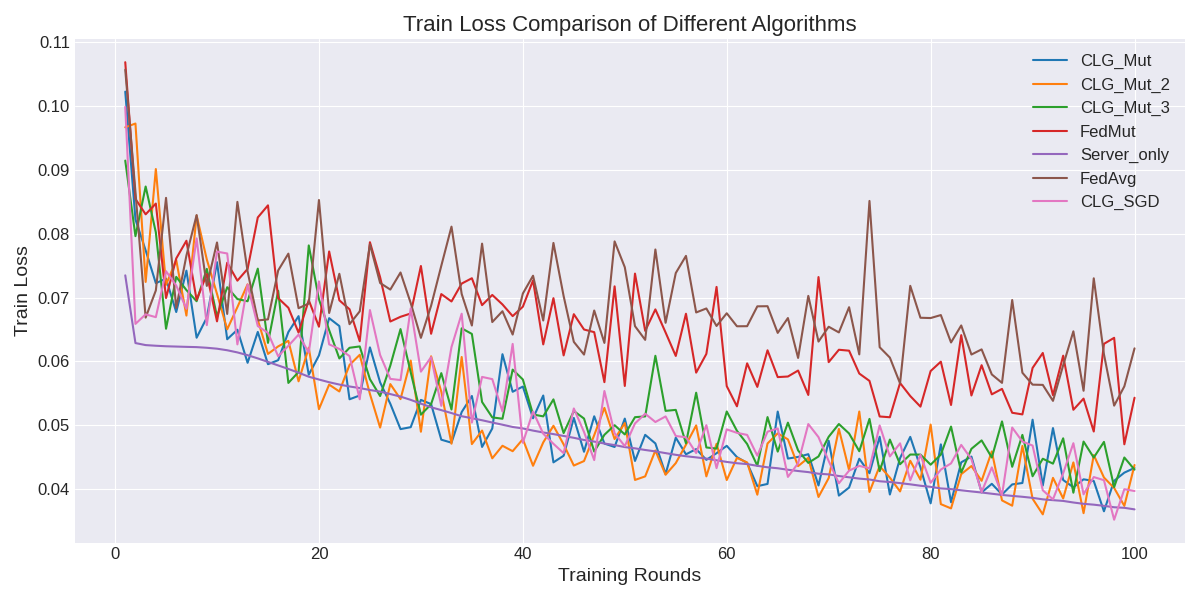 Train Loss Comparison of Different Algorithms
0.11
0.10
0.09
0.08
0.07
0.06
0.05
0.04
Train Loss
CLG_Mut
CLG_Mut_2
CLG_Mut_3
FedMut
Server_only
FedAvg
CLG_SGD
0 20 40 60 80 100
Training Rounds